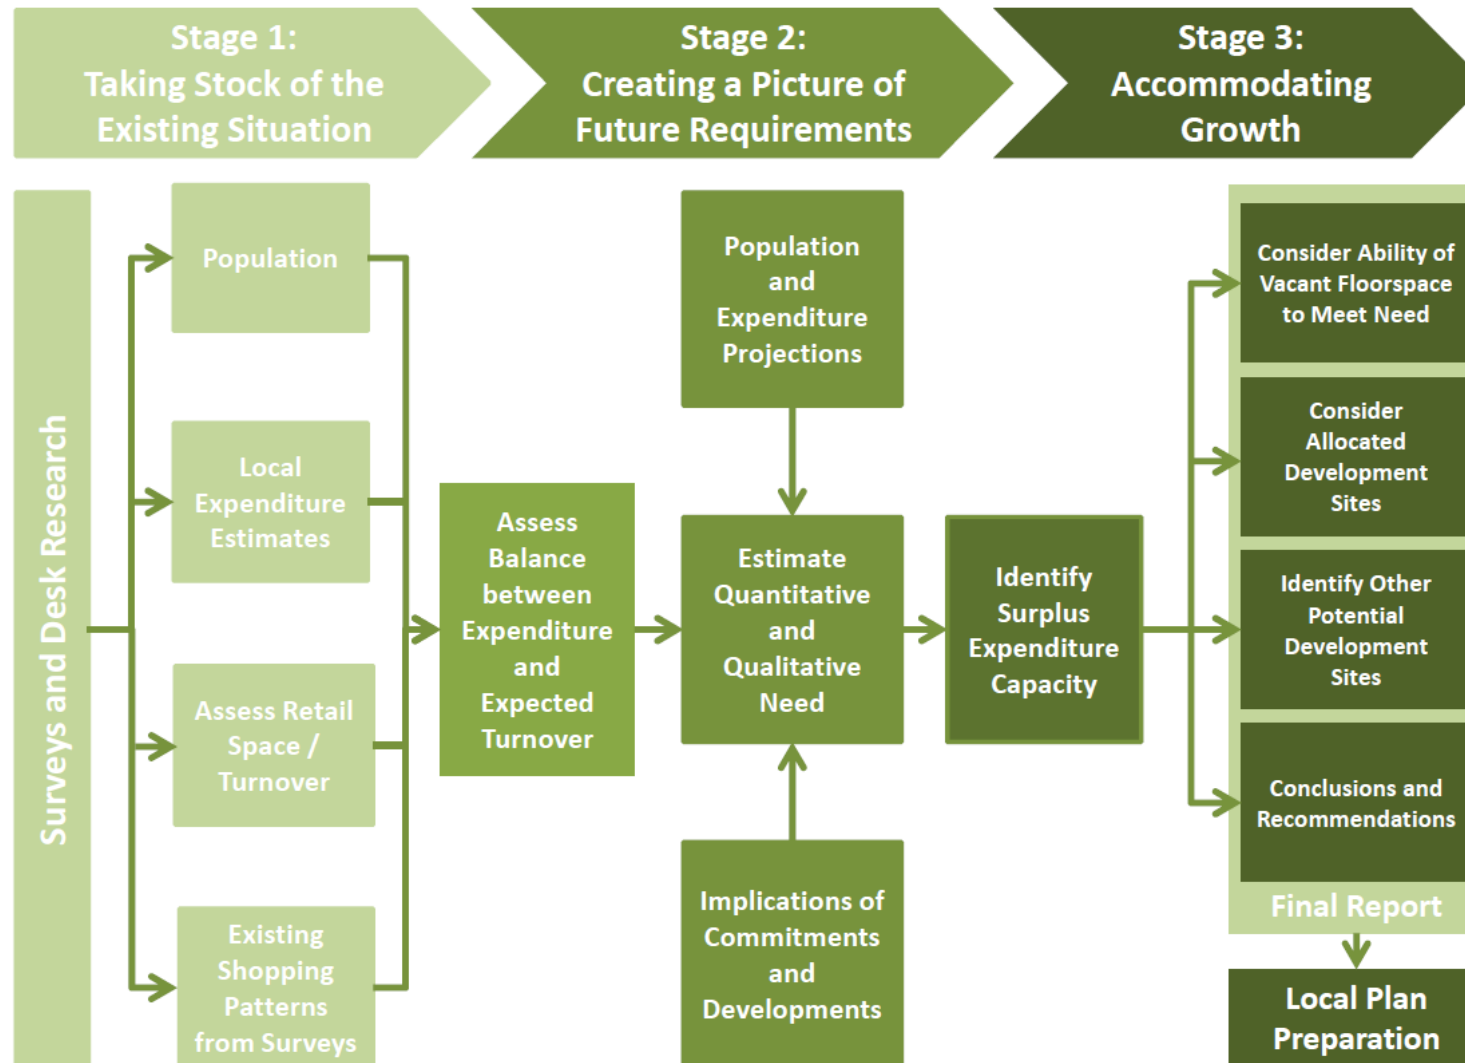 Stage 1:
Taking Stock of the
Existing Situation
Stage 2:
Creating a Picture of
Future Requirements
Stage 3:
Accommodating
Growth
Surveys and Desk Research
Population
Local
Expenditure
Estimates
Assess Retail
Space /
Turnover
Existing
Shopping
Patterns
from Surveys
Assess
Balance
between
Expenditure
and
Expected
Turnover
Population
and
Expenditure
Projections
Estimate
Quantitative
and
Qualitative
Need
Implications of
Commitments
and
Developments
Identify
Surplus
Expenditure
Capacity
Consider Ability of
Vacant Floorspace
to Meet Need
Consider
Allocated
Development
Sites
Identify Other
Potential
Development
Sites
Conclusions and
Recommendations
Final Report
Local Plan
Preparation